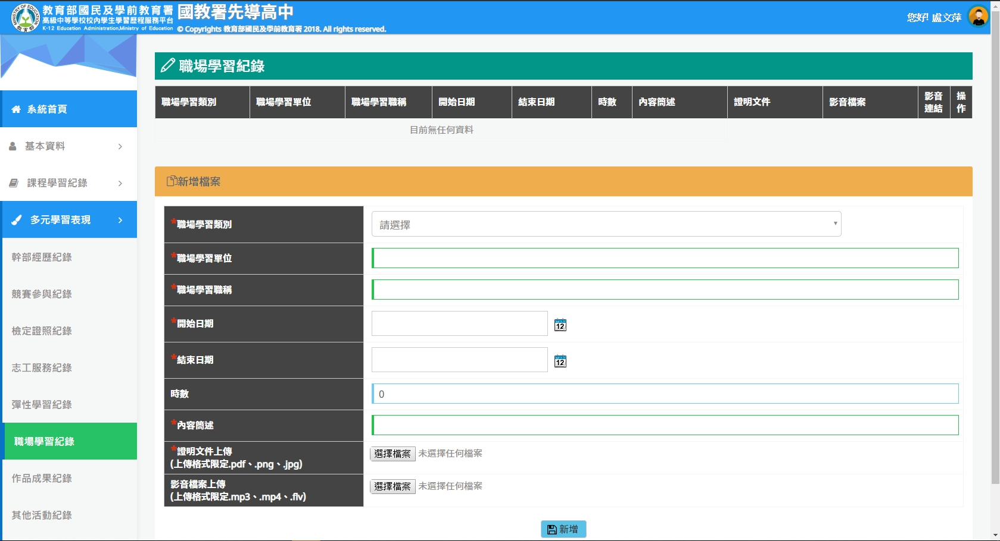 教育部國民及學前教育署
高級中等學校校內學生學習歷程服務平台
K-12 Education Administration,Ministry of Education
國教署先導高中
© Copyrights 教育部國民及學前教育署 2018. All rights reserved.
您好! 盧文萍
MINISTRY OF EDUCATION
教育部
系統首頁
基本資料
課程學習紀錄
多元學習表現
幹部經歷紀錄
競賽參與紀錄
檢定證照紀錄
志工服務紀錄
彈性學習紀錄
職場學習紀錄
作品成果紀錄
其他活動紀錄
職場學習紀錄
職場學習類別 職場學習單位 職場學習職稱 開始日期 結束日期 時數 內容簡述 證明文件 影音檔案 影音連結 操作
目前無任何資料
新增檔案
*職場學習類別 請選擇
*職場學習單位
*職場學習職稱
*開始日期 12
*結束日期 12
時數 0
*內容簡述
*證明文件上傳
(上傳格式限定.pdf、.png、.jpg)
選擇檔案 未選擇任何檔案
影音檔案上傳
(上傳格式限定.mp3、.mp4、.flv)
選擇檔案 未選擇任何檔案
新增